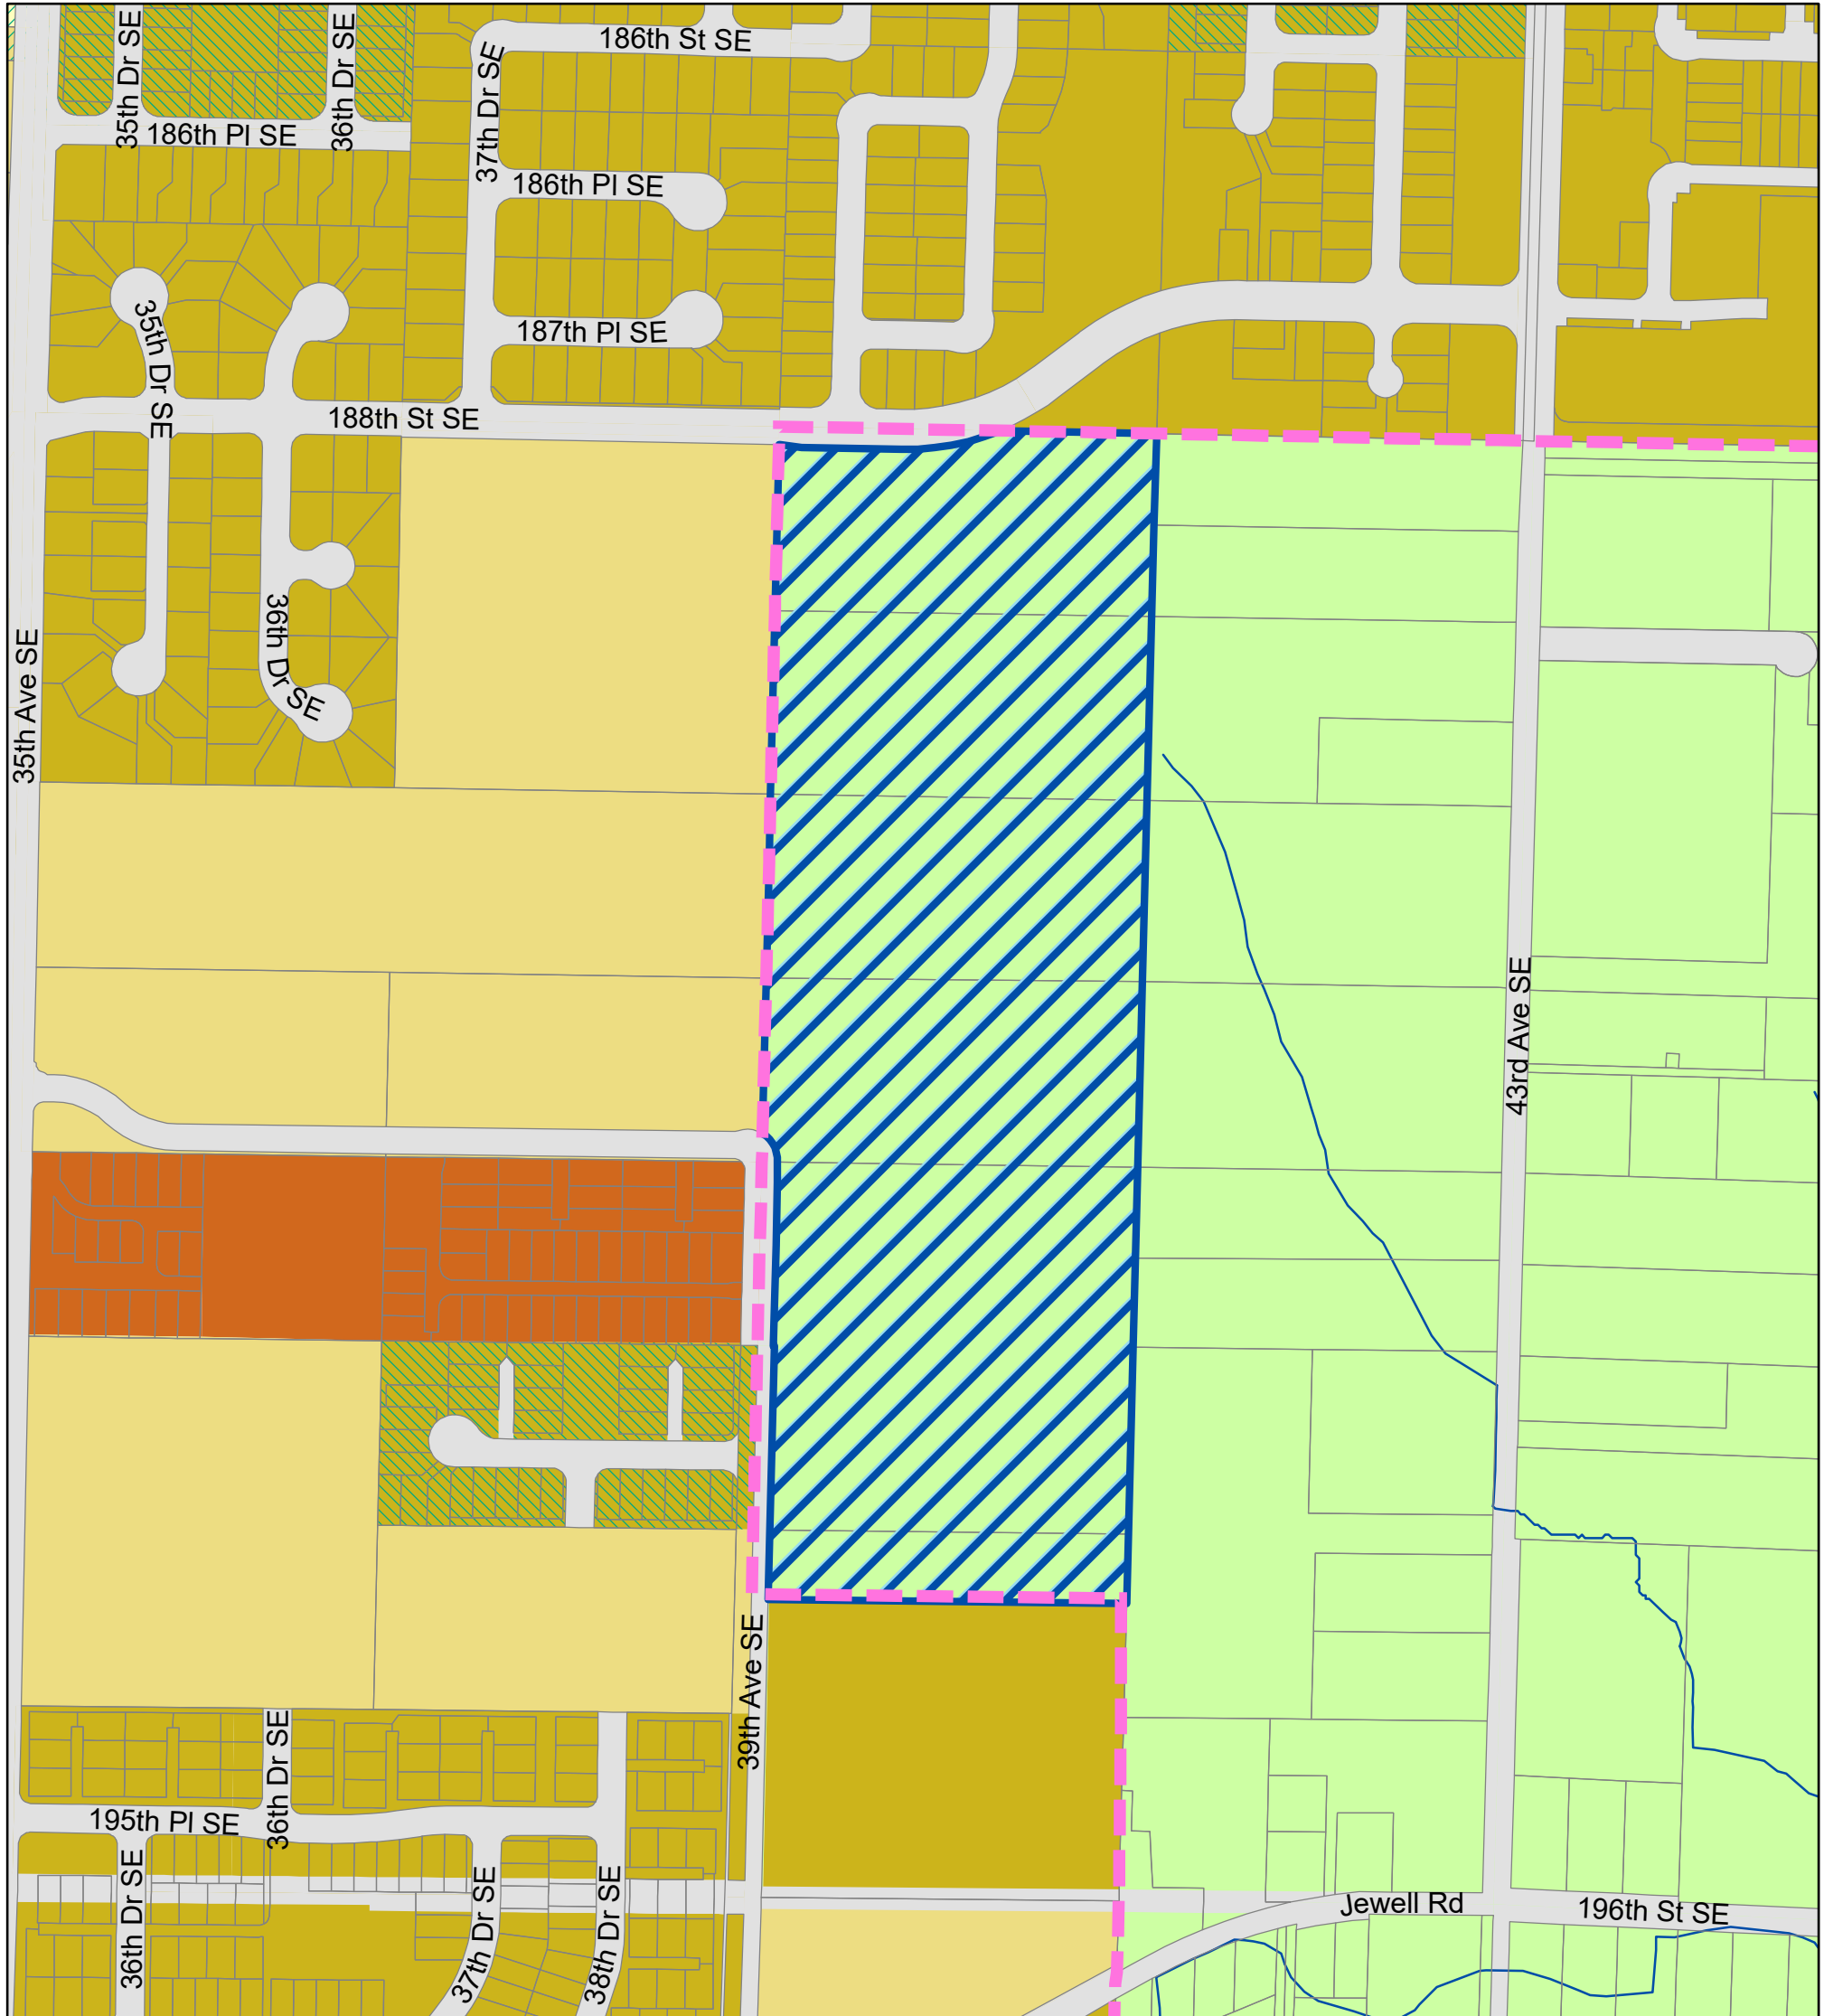 35th Dr SE
36th Dr SE
186th St SE
37th Dr SE
186th Pl SE
186th Pl SE
35th Dr SE
187th Pl SE
188th St SE
36th Dr SE
35th Ave SE
43rd Ave SE
39th Ave SE
36th Dr SE
195th Pl SE
36th Dr SE
37th Dr SE
38th Dr SE
Jewell Rd
196th St SE